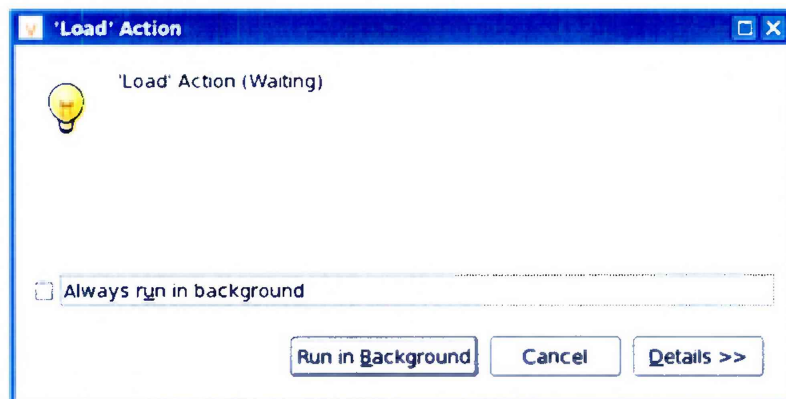 'Load' Action
'Load' Action (Waiting)
Always run in background
Run in Background Cancel Details >>